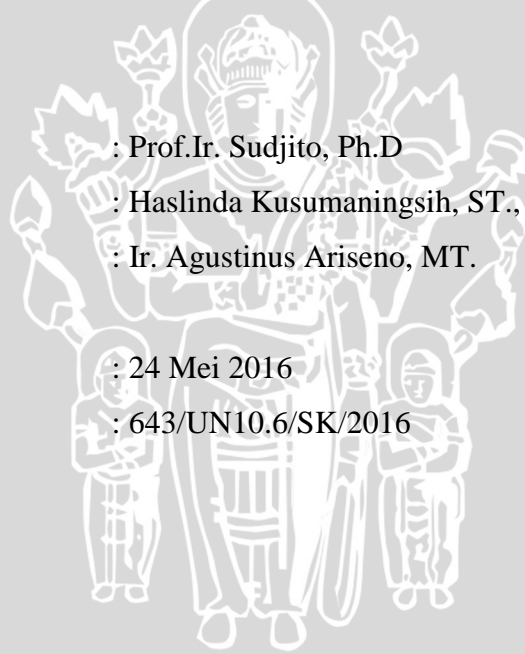 : Prof.Ir. Sudjito, Ph.D
: Haslinda Kusumaningsih, ST.,
: Ir. Agustinus Ariseno, MT.
: 24 Mei 2016
: 643/UN10.6/SK/2016